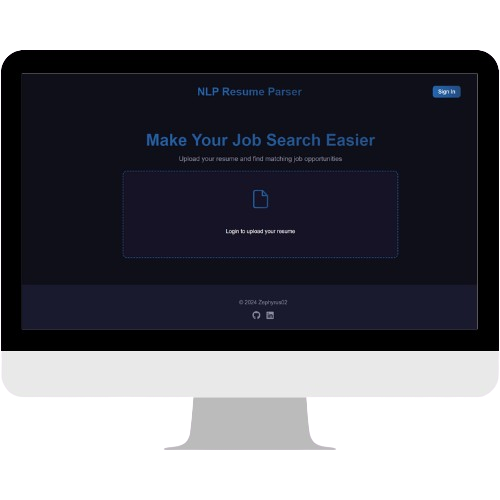 NLP Resume Parser
Sign In
Make Your Job Search Easier
Upload your resume and find matching job opportunities
Login to upload your resume
© 2024 Zephyxs02